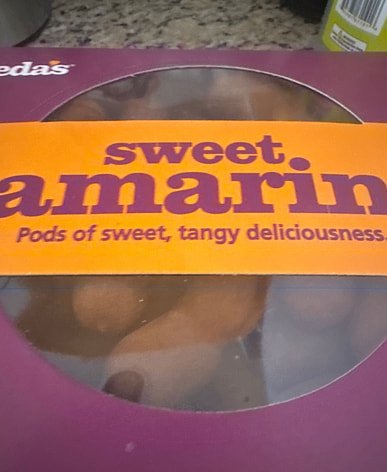 eda's
sweet
amarin
Pods of sweet, tangy deliciousness.